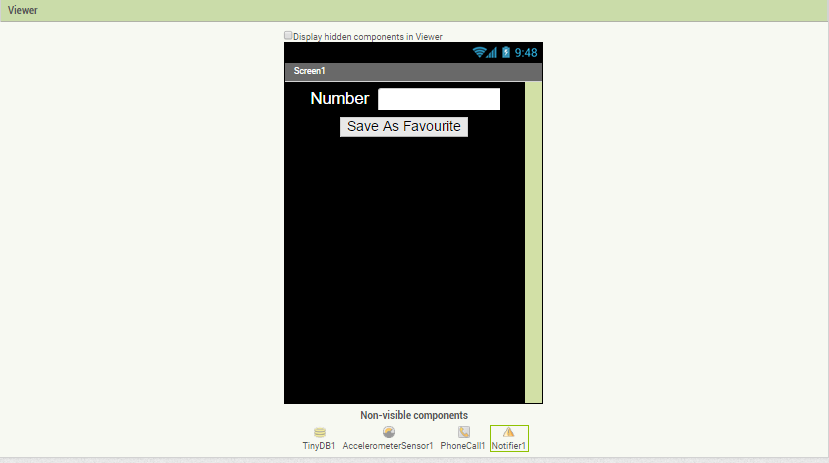 Viewer
Display hidden components in Viewer
9:48
Screen1
Number
Save As Favourite
Non-visible components
TinyDB1 AccelerometerSensor1 PhoneCall1 Notifier1